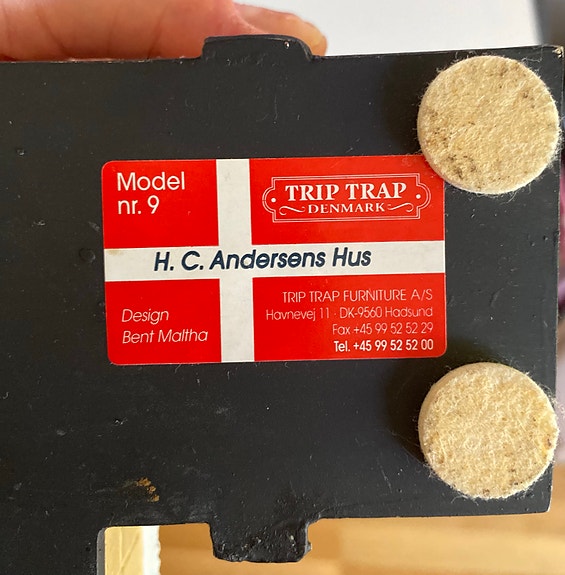 Model
nr. 9
TRIP TRAP
DENMARK
H. C. Andersens Hus
Design
Bent Maltha
TRIP TRAP FURNITURE A/S
Havnevej 11 · DK-9560 Hadsund
Fax +45 99 52 52 29
Tel. +45 99 52 52 00